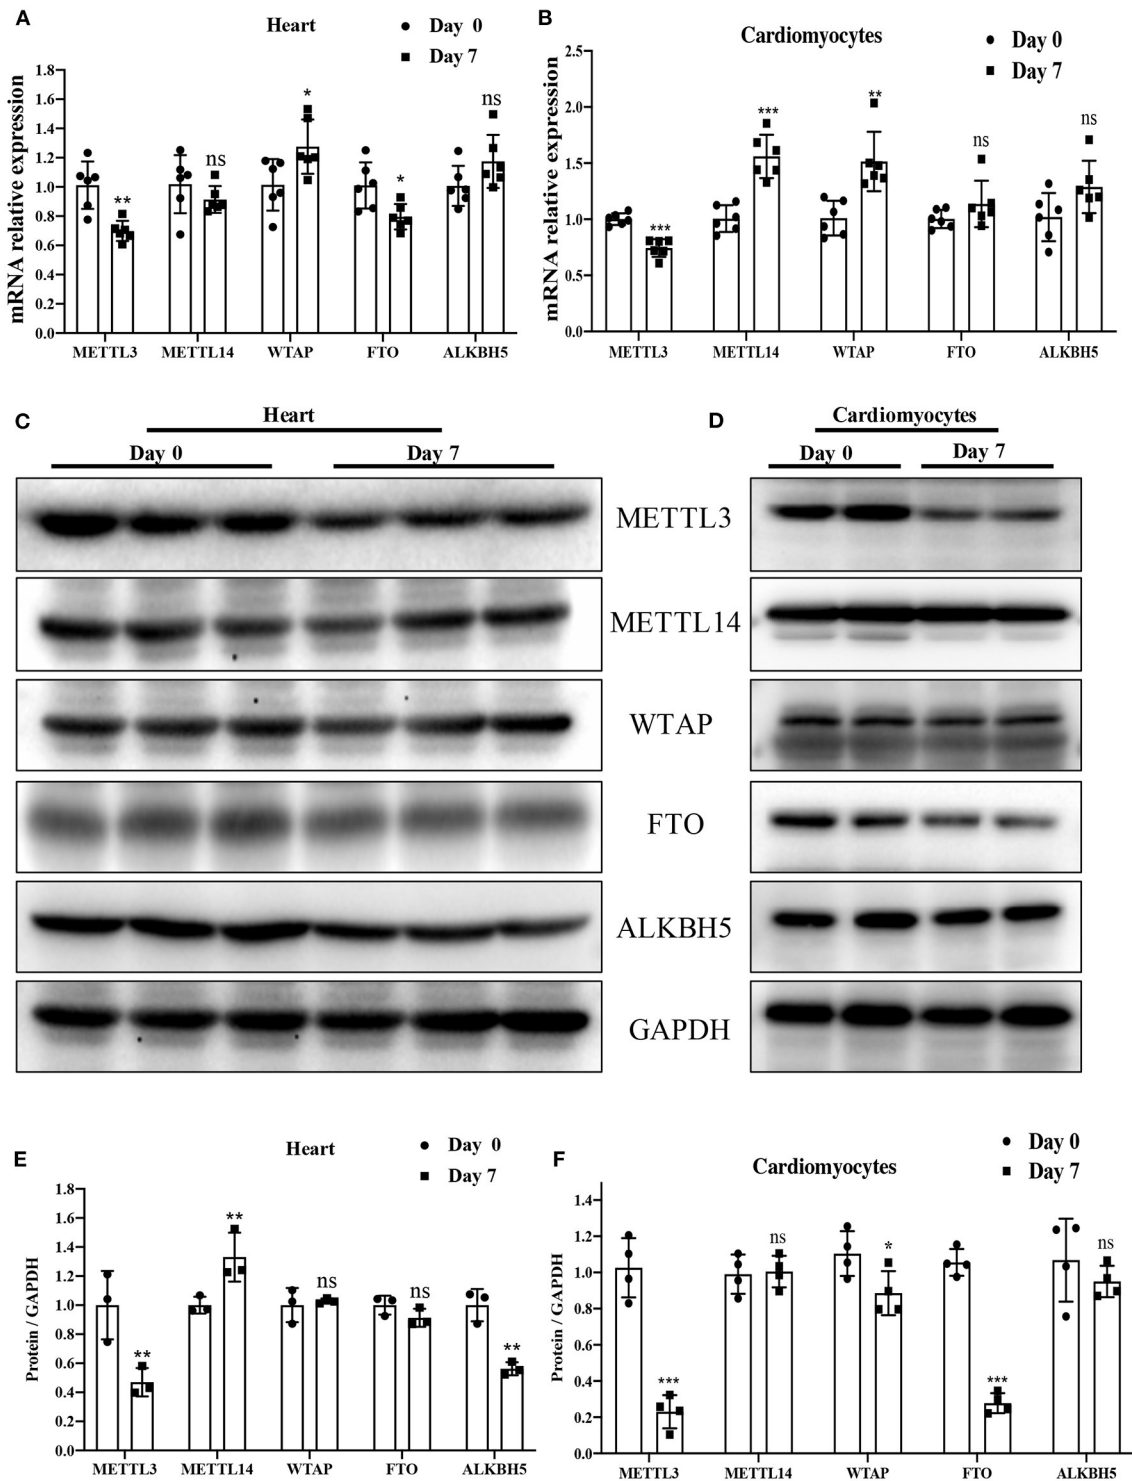 A
Heart
Day 0
Day 7
mRNA relative expression
1.8
1.6
1.4
1.2
1.0
0.8
0.6
0.4
0.2
0.0
**
ns
*
*
ns
METTL3 METTL14 WTAP FTO ALKBH5
B
Cardiomyocytes
Day 0
Day 7
mRNA relative expression
2.5
2.0
1.5
1.0
0.5
0.0
***
***
**
ns
ns
METTL3 METTL14 WTAP FTO ALKBH5
C
Heart
Day 0 Day 7
D
Cardiomyocytes
Day 0 Day 7
METTL3
METTL14
WTAP
FTO
ALKBH5
GAPDH
E
Heart
Day 0
Day 7
Protein / GAPDH
1.8
1.6
1.4
1.2
1.0
0.8
0.6
0.4
0.2
0.0
**
**
ns
ns
**
METTL3 METTL14 WTAP FTO ALKBH5
F
Cardiomyocytes
Day 0
Day 7
Protein / GAPDH
1.4
1.2
1.0
0.8
0.6
0.4
0.2
0.0
***
ns
*
***
ns
METTL3 METTL14 WTAP FTO ALKBH5